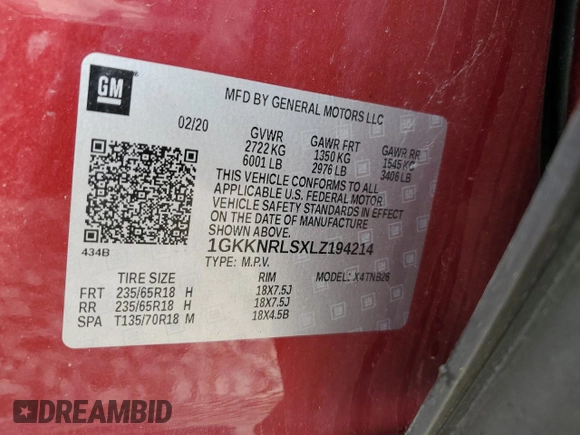 GM
MFD BY GENERAL MOTORS LLC
02/20 GVWR GAWR FRT GAWR RR
2722 KG 1350 KG 1545 KG
6001 LB 2976 LB 3406 LB
THIS VEHICLE CONFORMS TO ALL
APPLICABLE U.S. FEDERAL MOTOR
VEHICLE SAFETY STANDARDS IN EFFECT
ON THE DATE OF MANUFACTURE
SHOWN ABOVE.
434B 1GKKNRLSXLZ194214
TYPE: M.P.V. MODEL: X4TNB26
TIRE SIZE RIM
FRT 235/65R18 H 18X7.5J
RR 235/65R18 H 18X7.5J
SPA T135/70R18 M 18X4.5B
DREAMBID